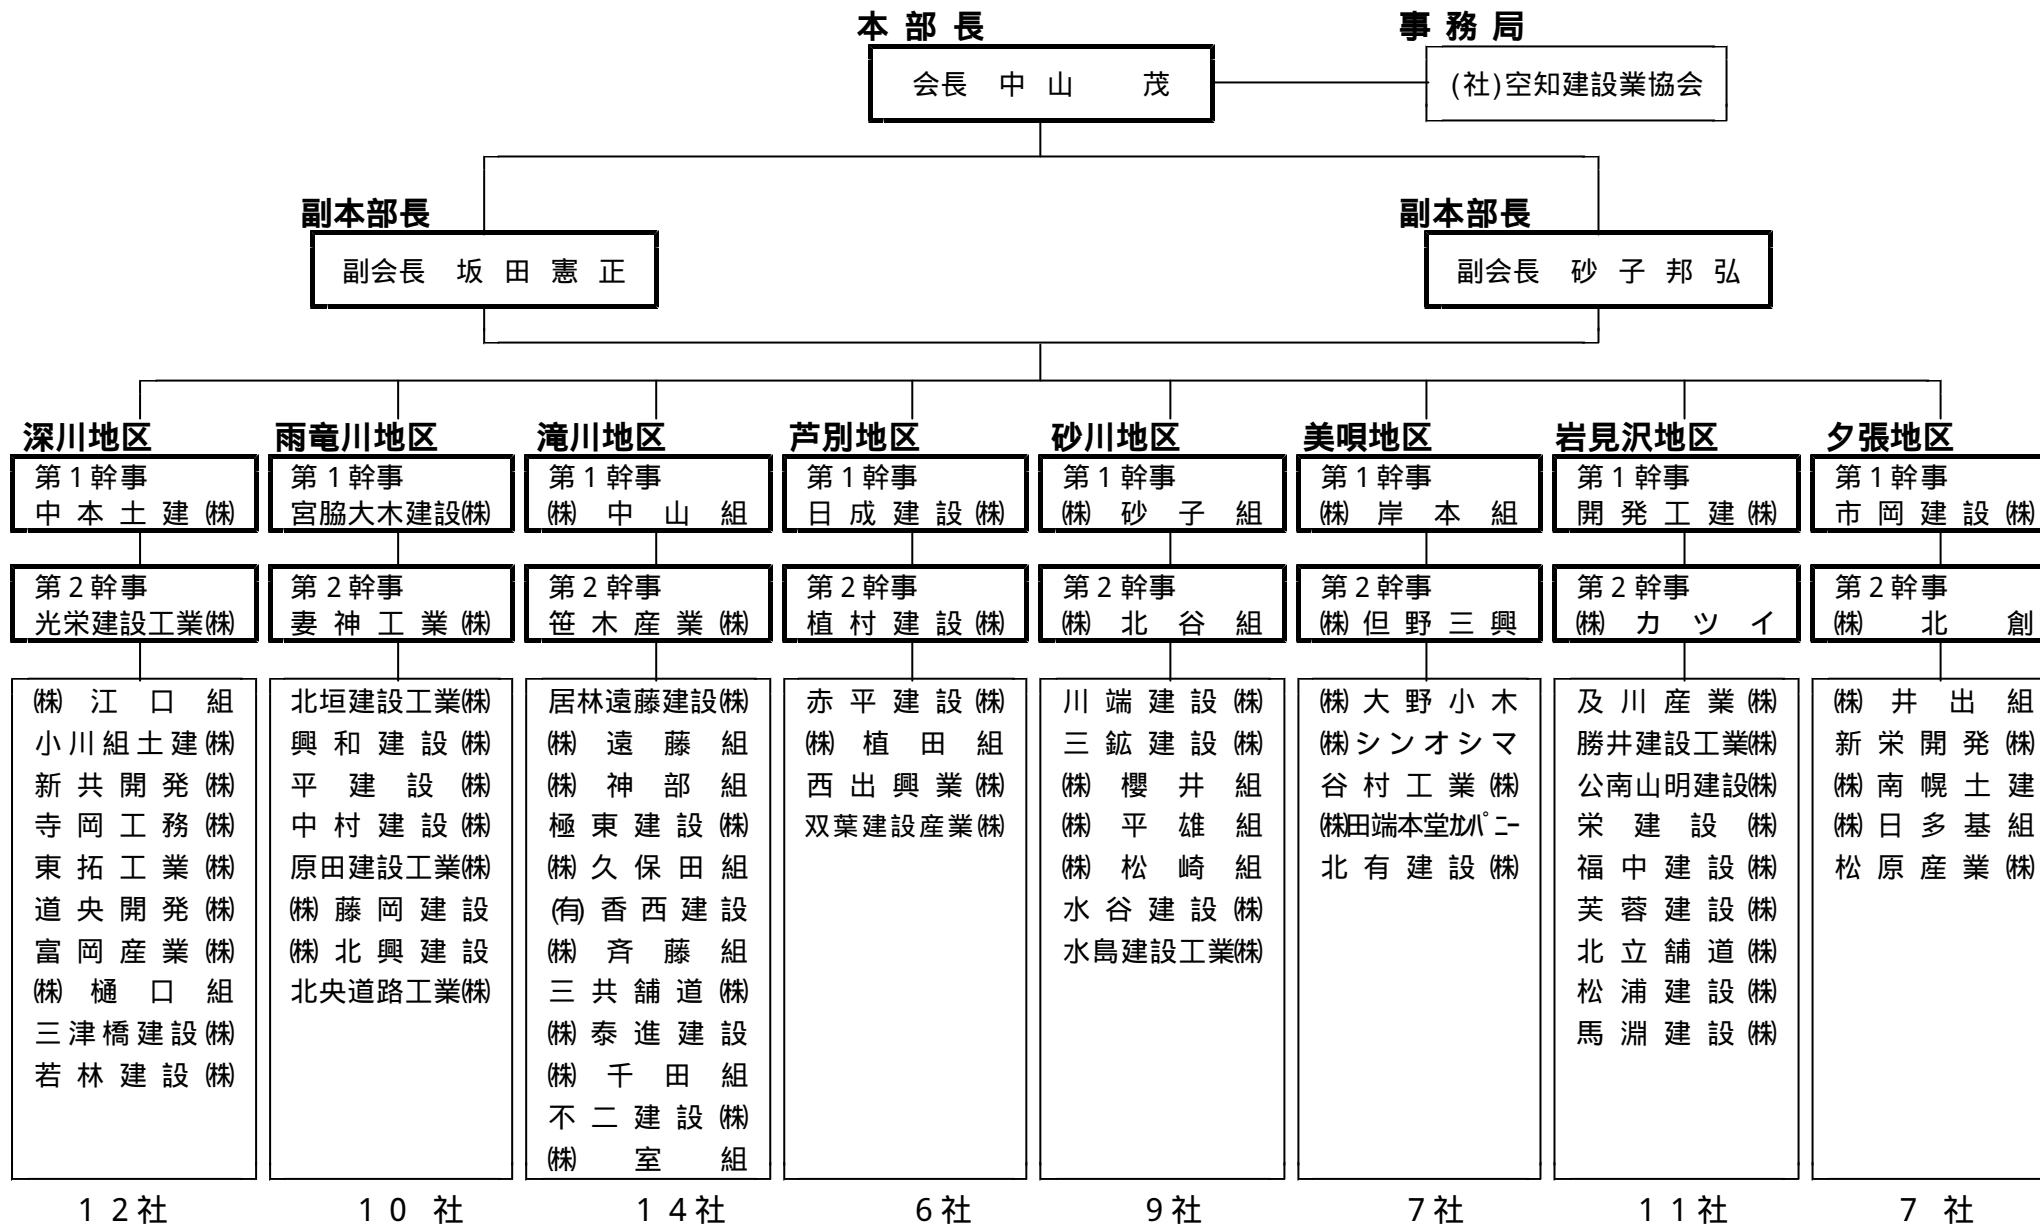 本部長
事務局
会長 中山 茂
(社)空知建設業協会
副本部長
副本部長
副会長 坂田憲正
副会長 砂子邦弘
深川地区
第1幹事
中本土建㈱
第2幹事
光栄建設工業㈱
㈱江口組
小川組土建㈱
新共開発㈱
寺岡工務㈱
東拓工業㈱
道央開発㈱
富岡産業㈱
㈱樋口組
三津橋建設㈱
若林建設㈱
12社
雨竜川地区
第1幹事
宮脇大木建設㈱
第2幹事
妻神工業㈱
北垣建設工業㈱
興和建設㈱
平建設㈱
中村建設㈱
原田建設工業㈱
㈱藤岡建設
㈱北興建設
北央道路工業㈱
10社
滝川地区
第1幹事
㈱中山組
第2幹事
笹木産業㈱
居林遠藤建設㈱
㈱遠藤組
㈱神部組
極東建設㈱
㈱久保田組
㈲香西建設
㈱斉藤組
三共舗道㈱
㈱泰進建設
㈱千田組
不二建設㈱
㈱室組
14社
芦別地区
第1幹事
日成建設㈱
第2幹事
植村建設㈱
赤平建設㈱
㈱植田組
西出興業㈱
双葉建設産業㈱
6社
砂川地区
第1幹事
㈱砂子組
第2幹事
㈱北谷組
川端建設㈱
三鉱建設㈱
㈱櫻井組
㈱平雄組
㈱松崎組
水谷建設㈱
水島建設工業㈱
9社
美唄地区
第1幹事
㈱岸本組
第2幹事
㈱但野三興
㈱大野小木
㈱シンオシマ
谷村工業㈱
㈱田端本堂ｶﾝﾊﾟﾆｰ
北有建設㈱
7社
岩見沢地区
第1幹事
開発工建㈱
第2幹事
㈱カツイ
及川産業㈱
勝井建設工業㈱
公南山明建設㈱
栄建設㈱
福中建設㈱
芙蓉建設㈱
北立舗道㈱
松浦建設㈱
馬淵建設㈱
11社
夕張地区
第1幹事
市岡建設㈱
第2幹事
㈱北創
㈱井出組
新栄開発㈱
㈱南幌土建
㈱日多基組
松原産業㈱
7社